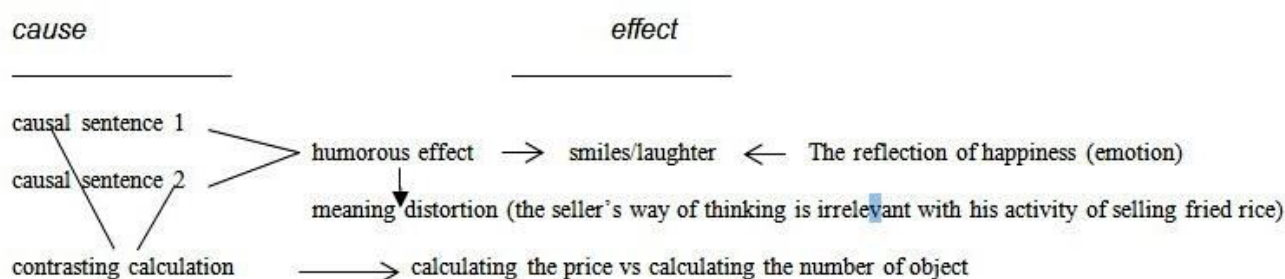 cause effect
causal sentence 1
humorous effect smiles/laughter The reflection of happiness (emotion)
causal sentence 2
meaning distortion (the seller's way of thinking is irrelevant with his activity of selling fried rice)
contrasting calculation calculating the price vs calculating the number of object